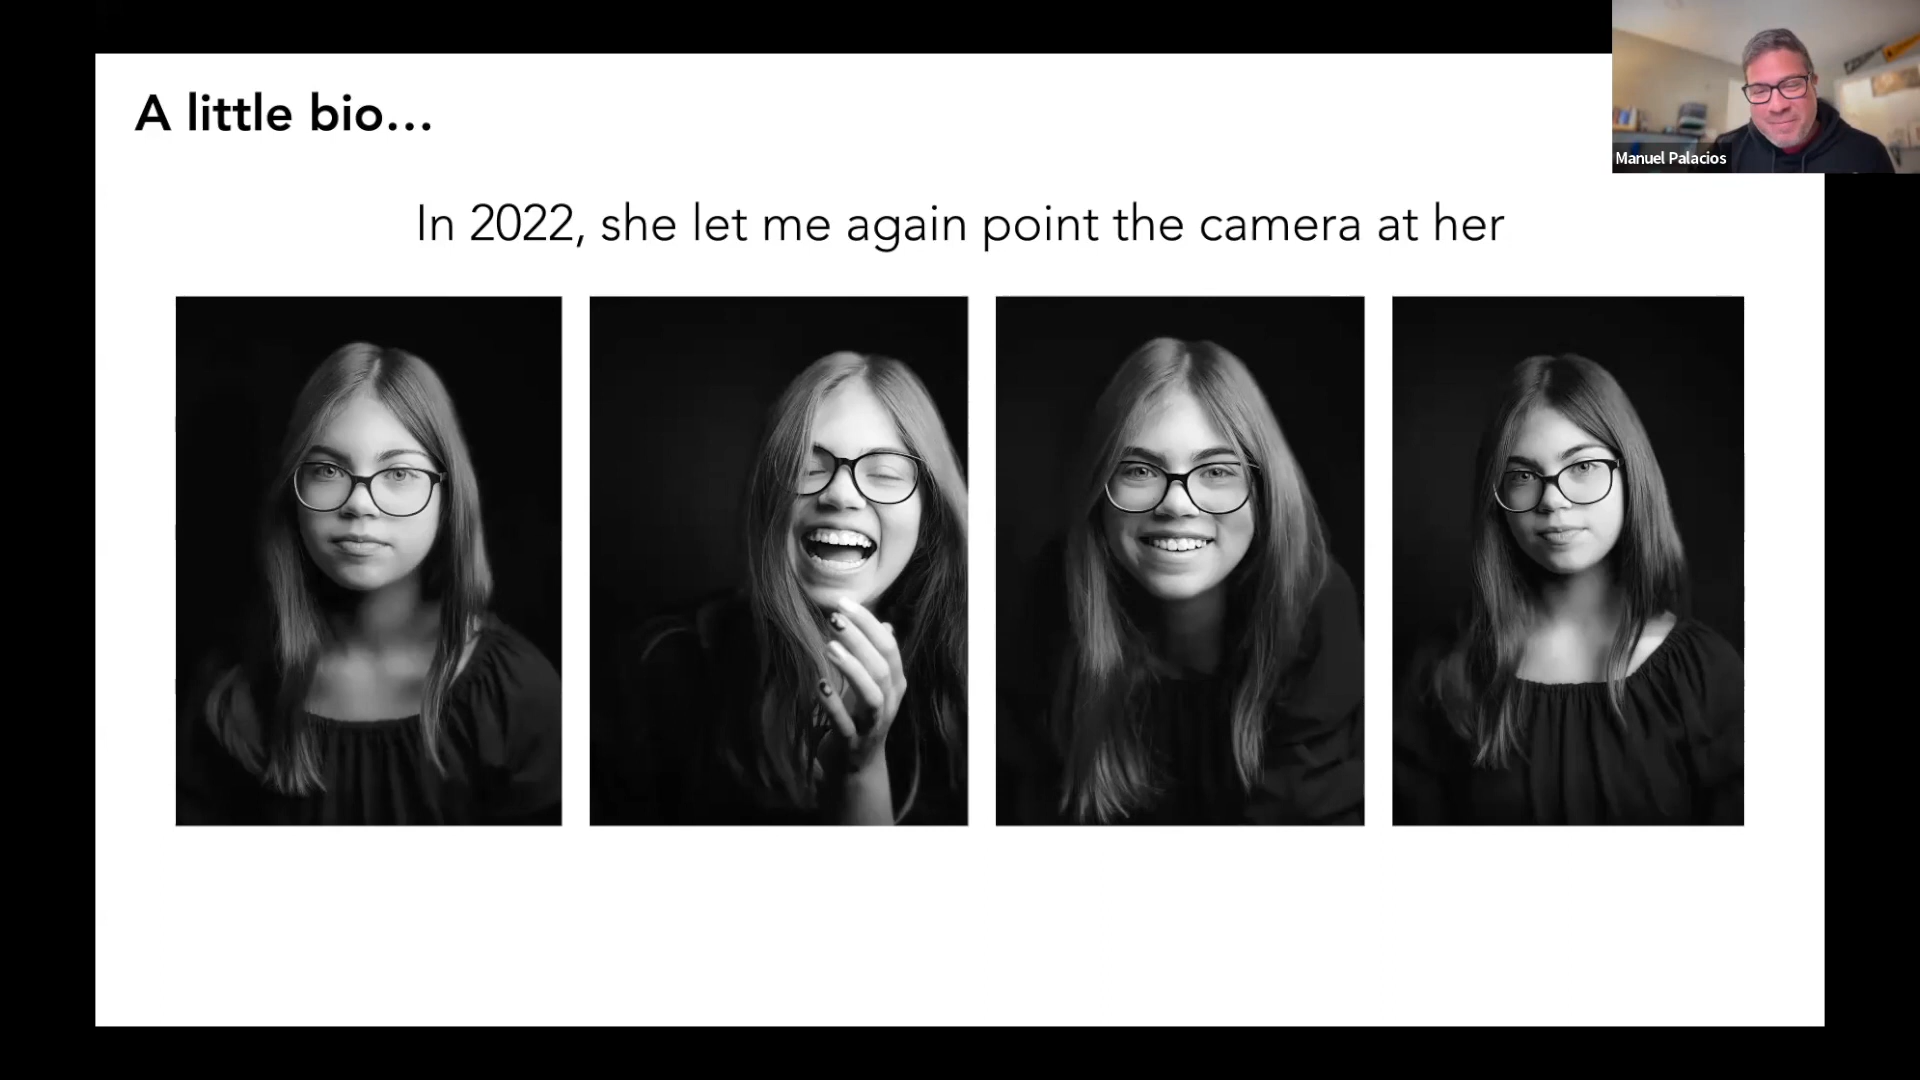 A little bio...
Manuel Palacios
In 2022, she let me again point the camera at her